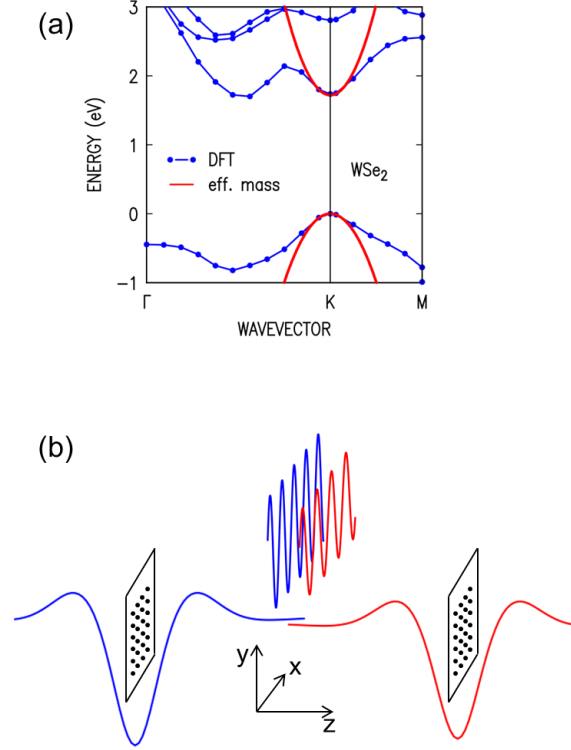 (a)
3
2
1
0
−1
ENERGY (eV)
DFT
eff. mass
WSe₂
Γ
K
M
WAVEVECTOR
(b)
y
x
z